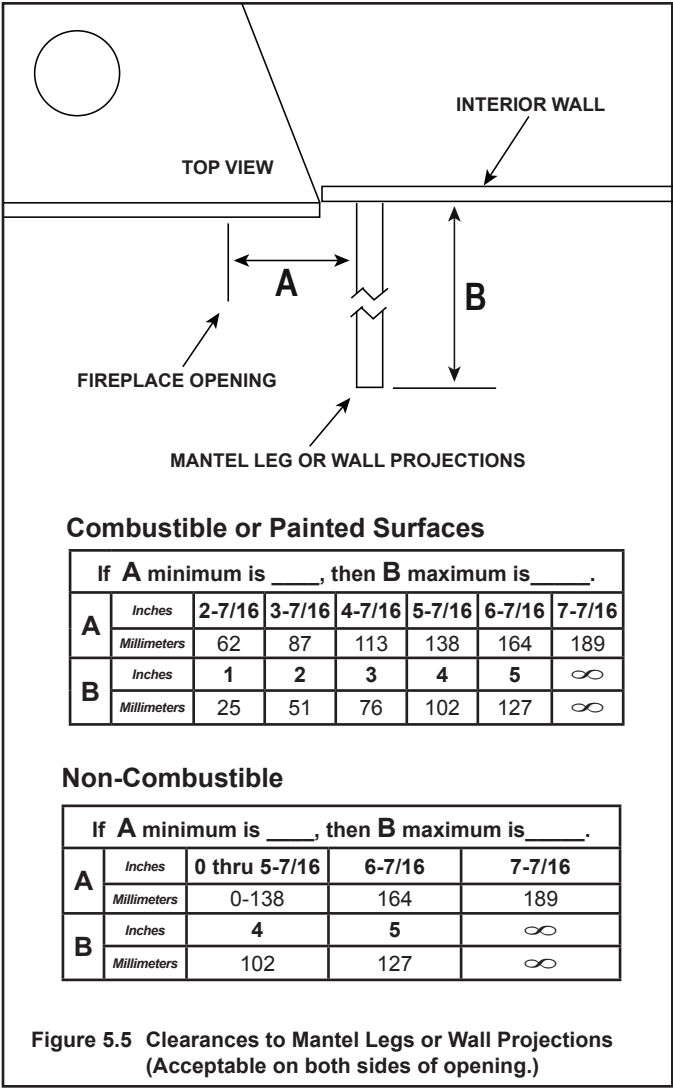 INTERIOR WALL
TOP VIEW
A
B
FIREPLACE OPENING
MANTEL LEG OR WALL PROJECTIONS
Combustible or Painted Surfaces
If A minimum is ____, then B maximum is_____.
A Inches 2-7/16 3-7/16 4-7/16 5-7/16 6-7/16 7-7/16
Millimeters 62 87 113 138 164 189
B Inches 1 2 3 4 5 ∞
Millimeters 25 51 76 102 127 ∞
Non-Combustible
If A minimum is ____, then B maximum is_____.
A Inches 0 thru 5-7/16 6-7/16 7-7/16
Millimeters 0-138 164 189
B Inches 4 5 ∞
Millimeters 102 127 ∞
Figure 5.5 Clearances to Mantel Legs or Wall Projections
(Acceptable on both sides of opening.)